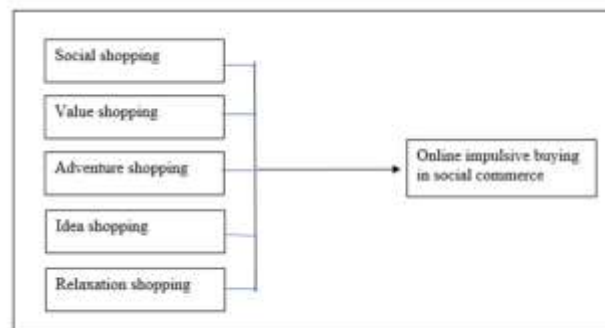 Social shopping
Value shopping
Adventure shopping
Idea shopping
Relaxation shopping
Online impulsive buying
in social commerce